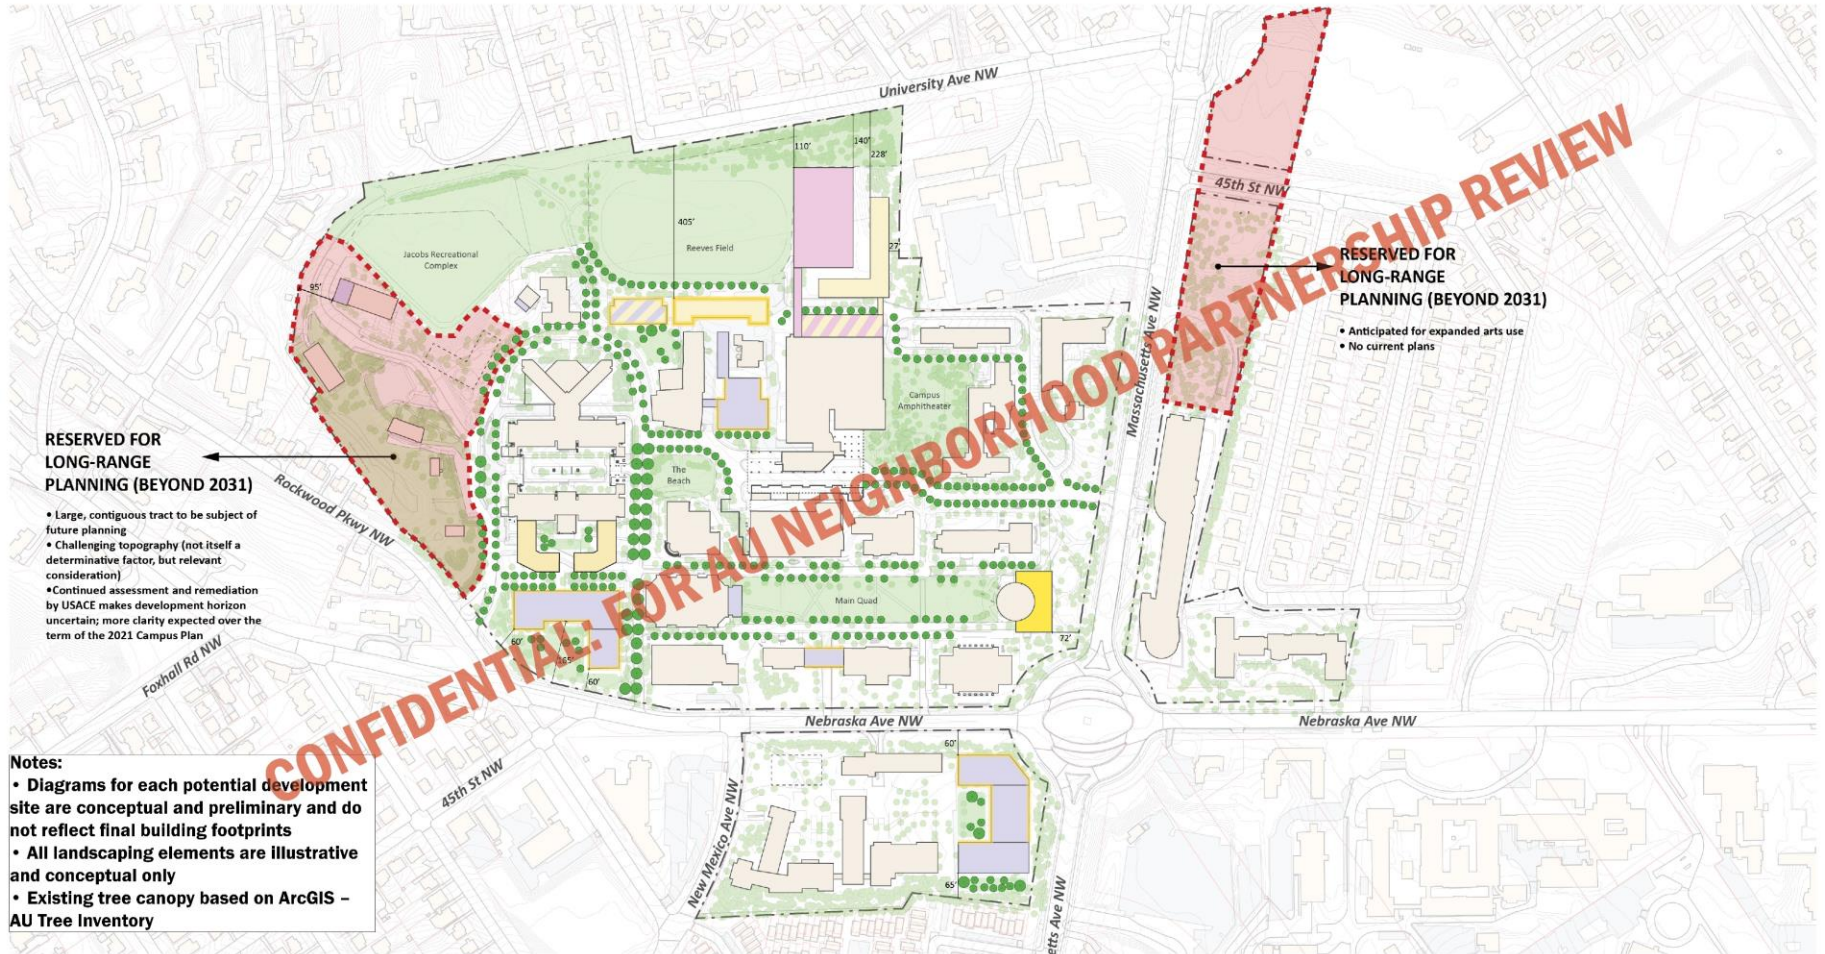 University Ave NW
110'
140'
228'
405'
27'
95'
Jacobs Recreational
Complex
Reeves Field
45th St NW
RESERVED FOR
LONG-RANGE
PLANNING (BEYOND 2031)
• Anticipated for expanded arts use
• No current plans
Massachusetts Ave NW
Campus
Amphitheater
RESERVED FOR
LONG-RANGE
PLANNING (BEYOND 2031)
• Large, contiguous tract to be subject of
future planning
• Challenging topography (not itself a
determinative factor, but relevant
consideration)
•Continued assessment and remediation
by USACE makes development horizon
uncertain; more clarity expected over the
term of the 2021 Campus Plan
Rockwood Pkwy NW
The
Beach
Main Quad
72'
60'
165'
60'
Foxhall Rd NW
Nebraska Ave NW
Nebraska Ave NW
45th St NW
New Mexico Ave NW
60'
65'
etts Ave NW
CONFIDENTIAL: FOR AU NEIGHBORHOOD PARTNERSHIP REVIEW
Notes:
• Diagrams for each potential development
site are conceptual and preliminary and do
not reflect final building footprints
• All landscaping elements are illustrative
and conceptual only
• Existing tree canopy based on ArcGIS –
AU Tree Inventory